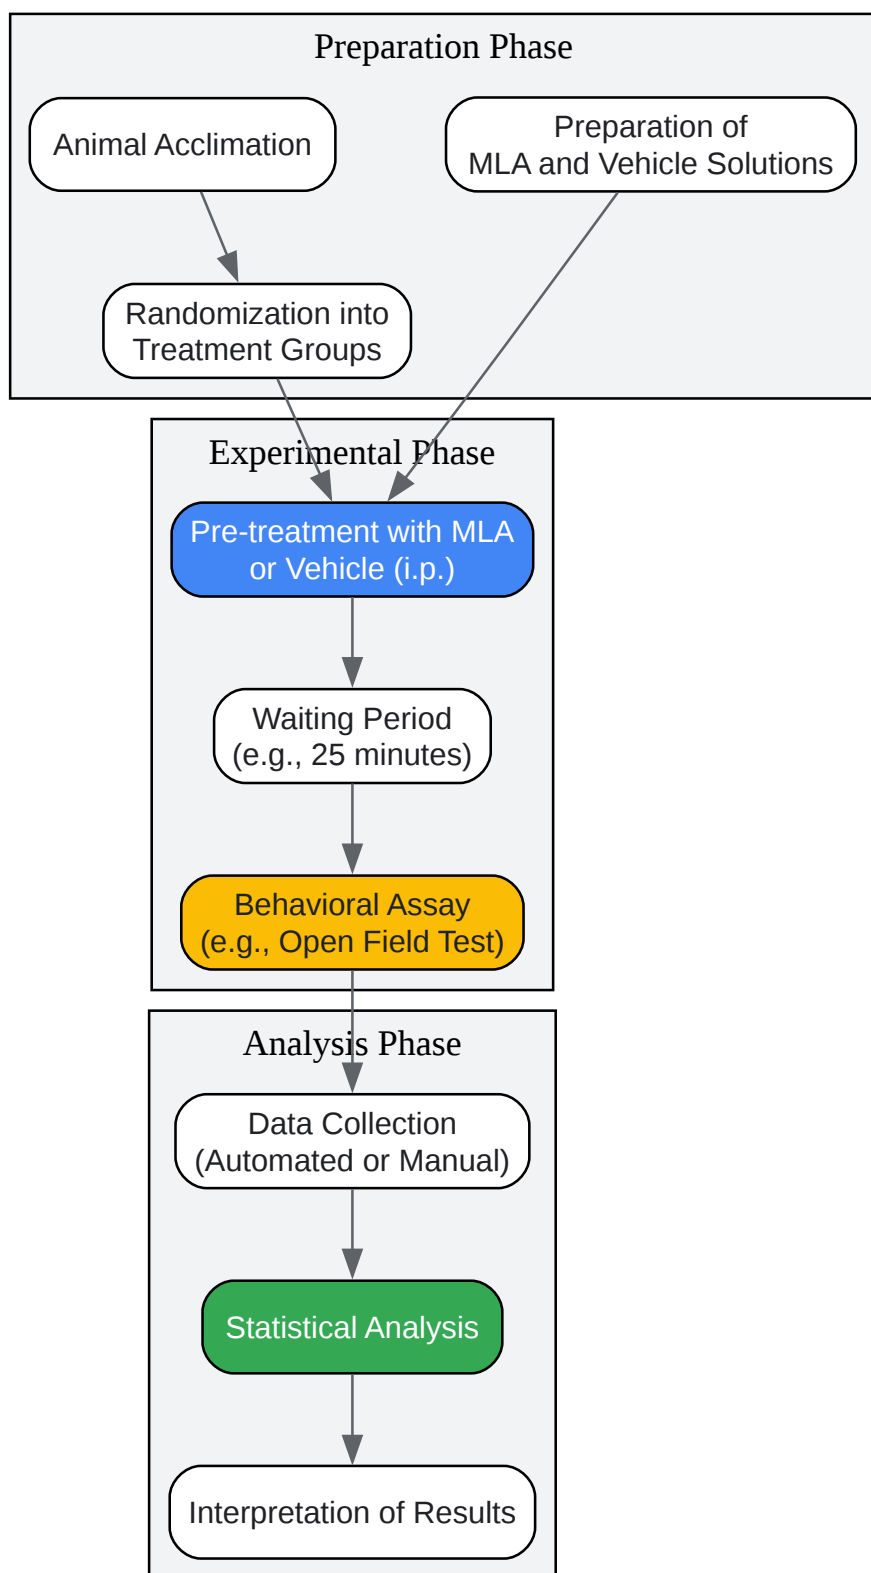 Preparation Phase
Animal Acclimation
Preparation of
MLA and Vehicle Solutions
Randomization into
Treatment Groups
Experimental Phase
Pre-treatment with MLA
or Vehicle (i.p.)
Waiting Period
(e.g., 25 minutes)
Behavioral Assay
(e.g., Open Field Test)
Analysis Phase
Data Collection
(Automated or Manual)
Statistical Analysis
Interpretation of Results